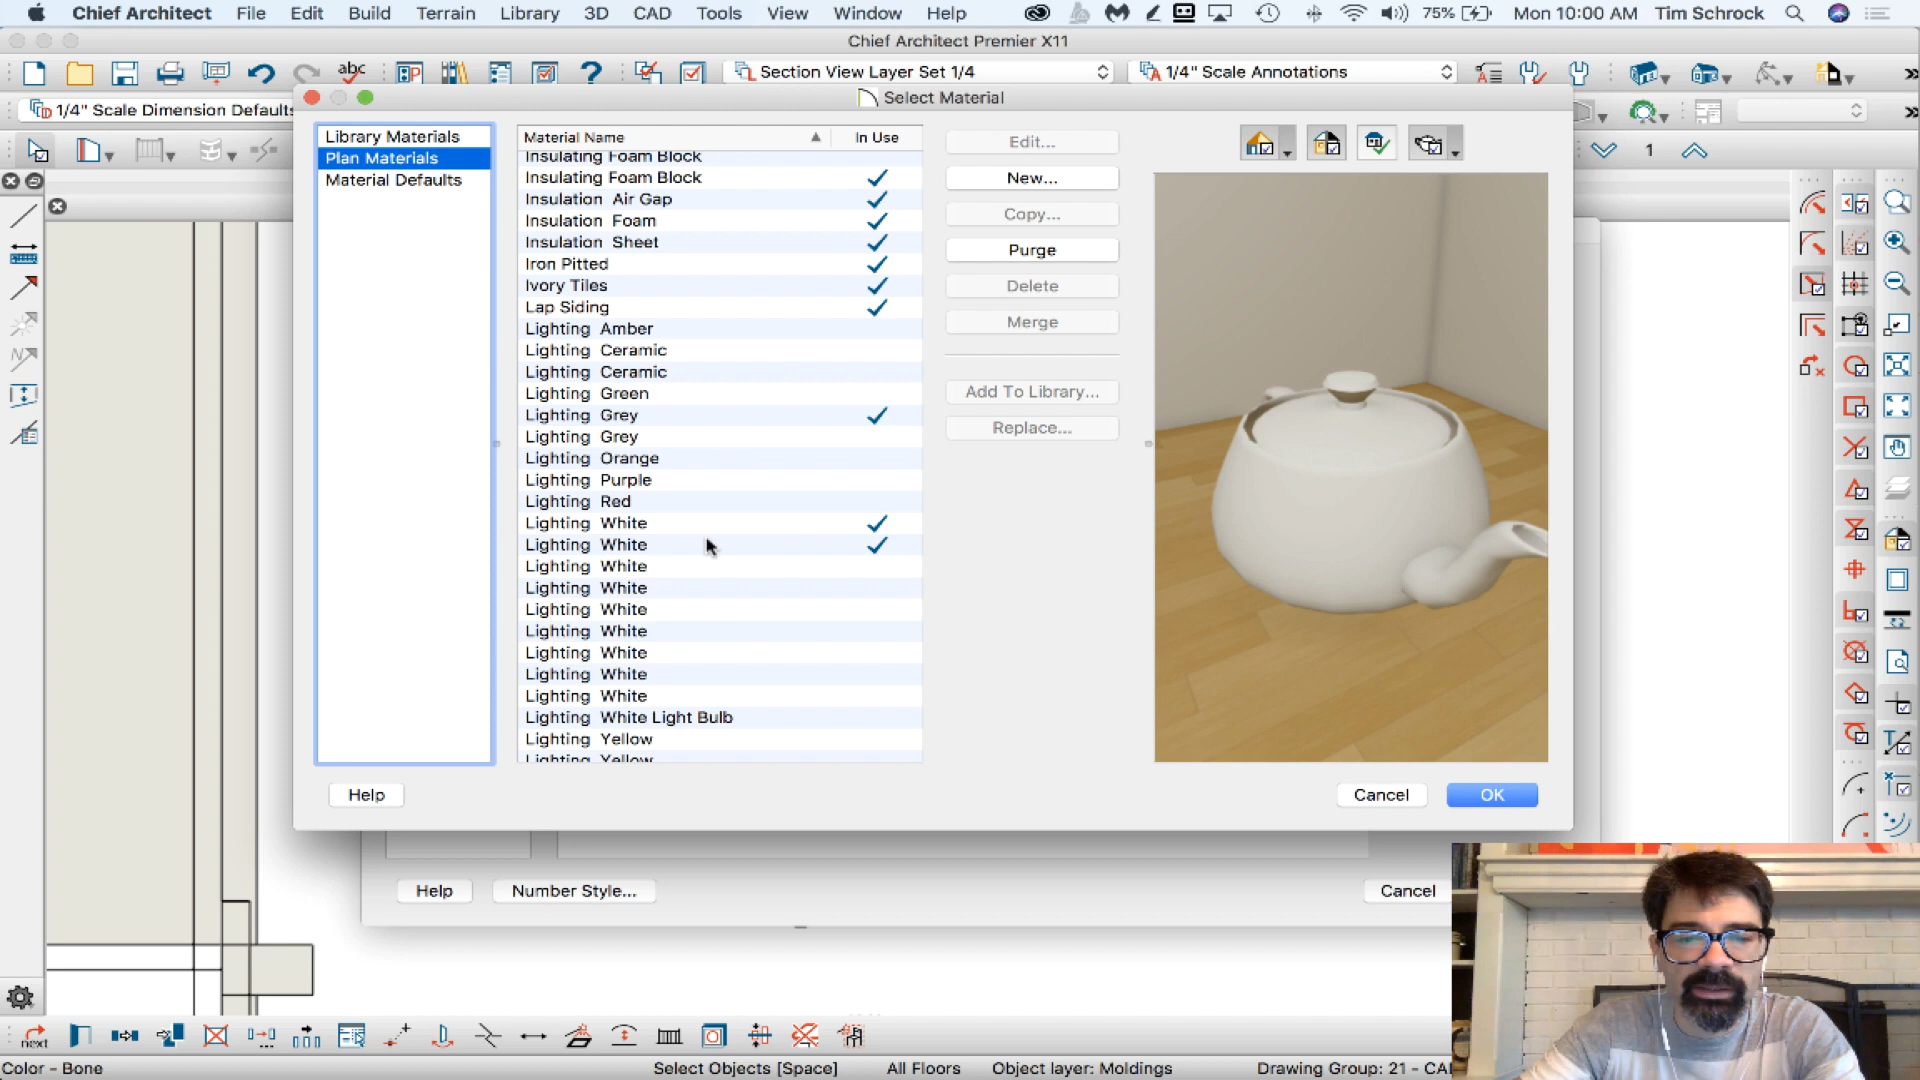 Chief Architect File Edit Build Terrain Library 3D CAD Tools View Window Help 75% Mon 10:00 AM Tim Schrock
Chief Architect Premier X11
abc Section View Layer Set 1/4 1/4" Scale Annotations
1/4" Scale Dimension Defaults
Select Material
1
Library Materials
Plan Materials
Material Defaults
Material Name In Use
Insulating Foam Block
Insulating Foam Block
Insulation Air Gap
Insulation Foam
Insulation Sheet
Iron Pitted
Ivory Tiles
Lap Siding
Lighting Amber
Lighting Ceramic
Lighting Ceramic
Lighting Green
Lighting Grey
Lighting Grey
Lighting Orange
Lighting Purple
Lighting Red
Lighting White
Lighting White
Lighting White
Lighting White
Lighting White
Lighting White
Lighting White
Lighting White
Lighting White
Lighting White Light Bulb
Lighting Yellow
Lighting Yellow
Edit...
New...
Copy...
Purge
Delete
Merge
Add To Library...
Replace...
Help Cancel OK
Help Number Style... Cancel
next
Color - Bone Select Objects [Space] All Floors Object layer: Moldings Drawing Group: 21 - CA